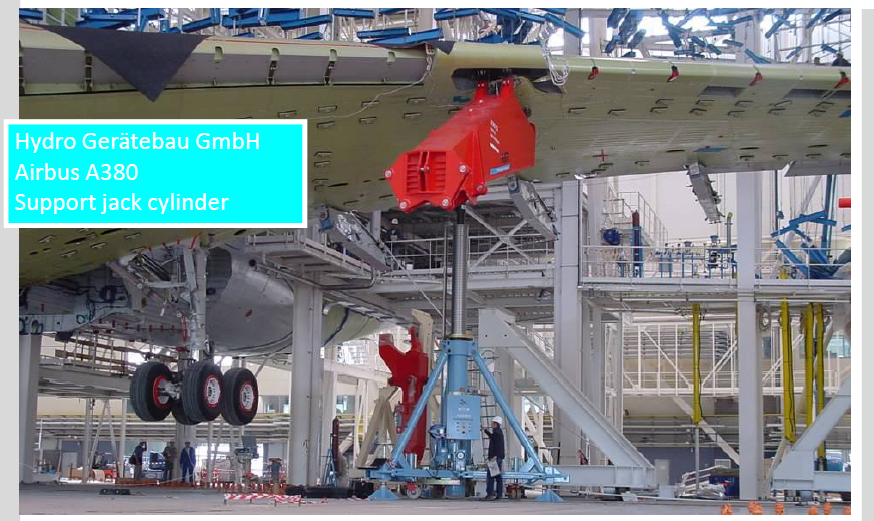 Hydro Gerätebau GmbH
Airbus A380
Support jack cylinder